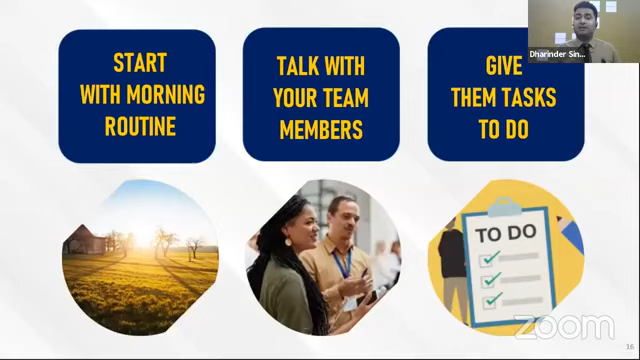 START
WITH MORNING
ROUTINE
TALK WITH
YOUR TEAM
MEMBERS
GIVE
THEM TASKS
TO DO
Dharinder Sin...
TO DO
zoom
16